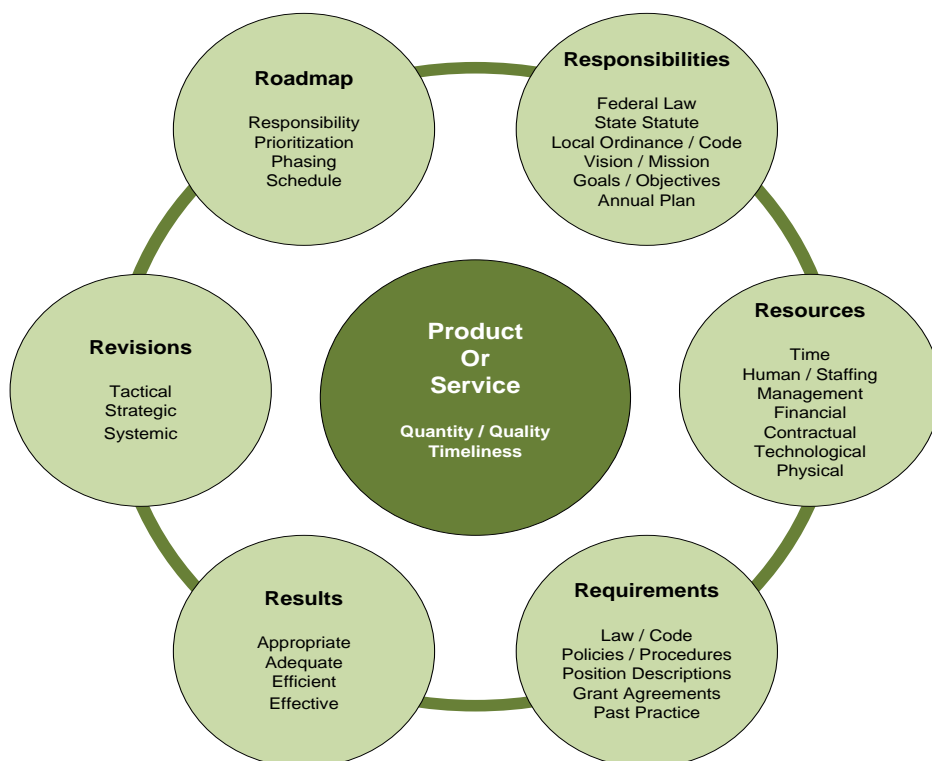 Roadmap
Responsibility
Prioritization
Phasing
Schedule
Responsibilities
Federal Law
State Statute
Local Ordinance / Code
Vision / Mission
Goals / Objectives
Annual Plan
Revisions
Tactical
Strategic
Systemic
Product
Or
Service
Quantity / Quality
Timeliness
Resources
Time
Human / Staffing
Management
Financial
Contractual
Technological
Physical
Results
Appropriate
Adequate
Efficient
Effective
Requirements
Law / Code
Policies / Procedures
Position Descriptions
Grant Agreements
Past Practice